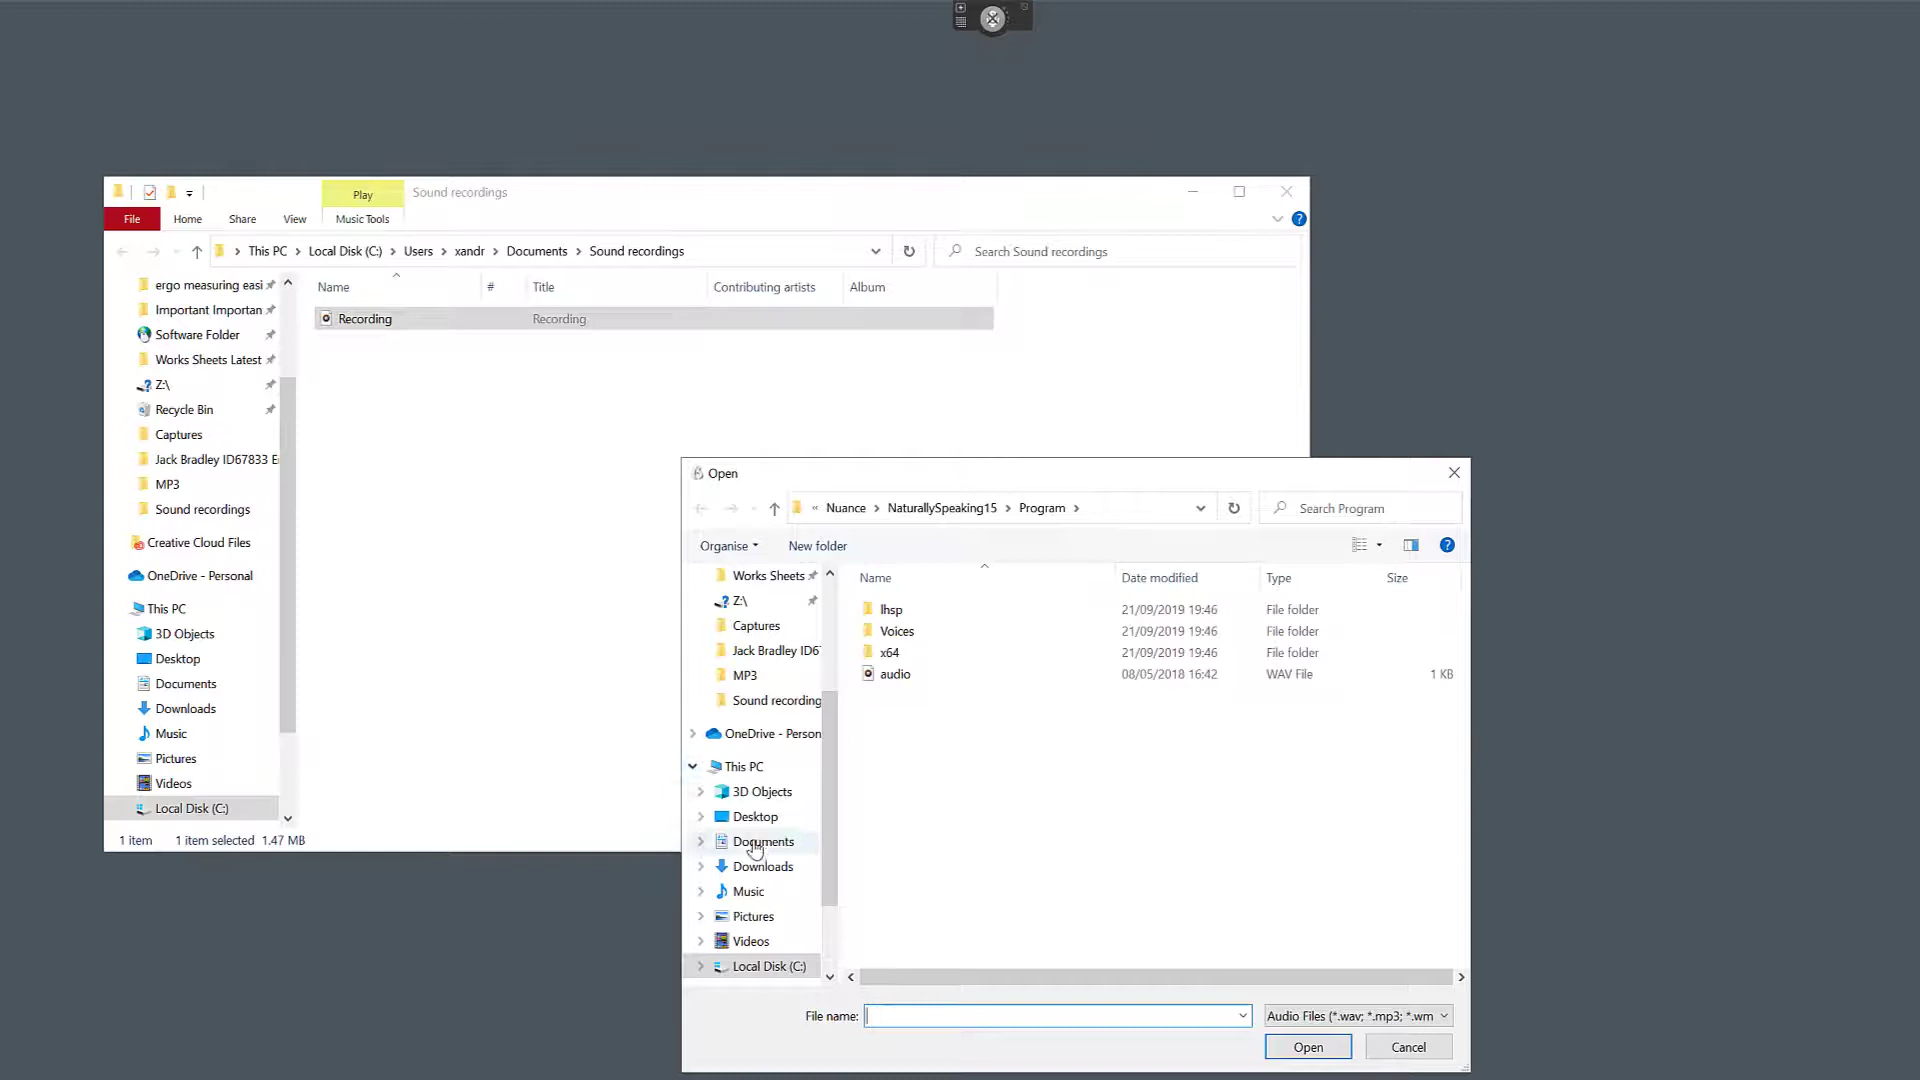 Play
Sound recordings
File
Home
Share
View
Music Tools
This PC
Local Disk (C:)
Users
xandr
Documents
Sound recordings
Search Sound recordings
Name
#
Title
Contributing artists
Album
Recording
Recording
ergo measuring easi
Important Importan
Software Folder
Works Sheets Latest
Z:\
Recycle Bin
Captures
Jack Bradley ID67833 E
MP3
Sound recordings
Creative Cloud Files
OneDrive - Personal
This PC
3D Objects
Desktop
Documents
Downloads
Music
Pictures
Videos
Local Disk (C:)
1 item
1 item selected 1.47 MB
Open
« Nuance
NaturallySpeaking15
Program
Search Program
Organise
New folder
Name
Date modified
Type
Size
lhsp
21/09/2019 19:46
File folder
Voices
21/09/2019 19:46
File folder
x64
21/09/2019 19:46
File folder
audio
08/05/2018 16:42
WAV File
1 KB
Works Sheets
Z:\
Captures
Jack Bradley ID6
MP3
Sound recording
OneDrive - Person
This PC
3D Objects
Desktop
Documents
Downloads
Music
Pictures
Videos
Local Disk (C:)
File name:
Audio Files (*.wav; *.mp3; *.wm
Open
Cancel